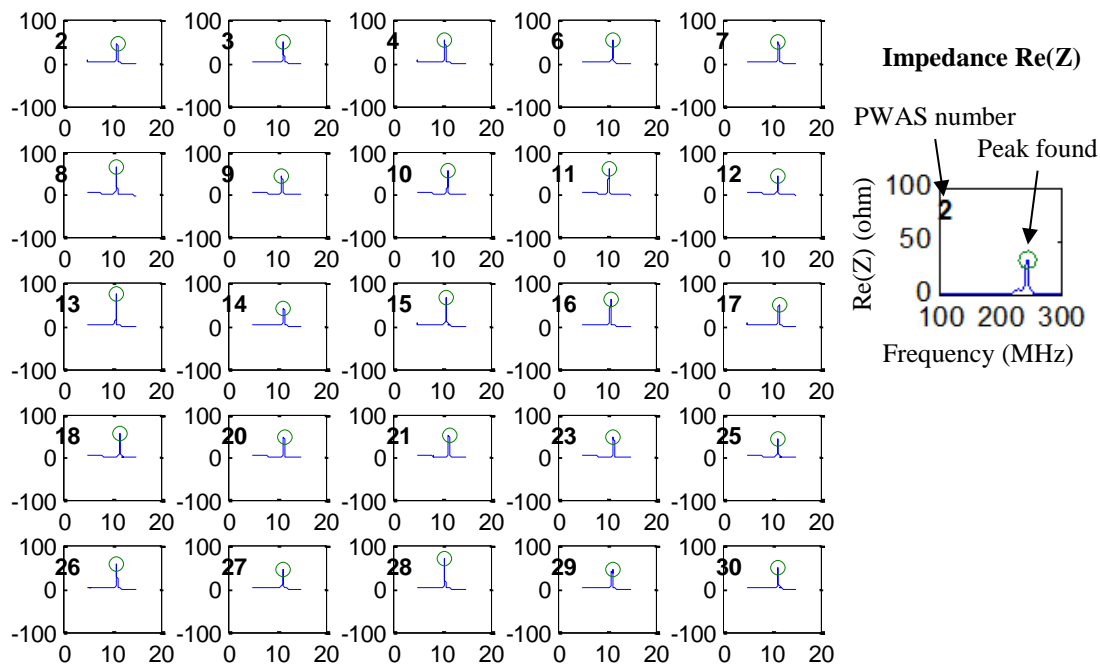 100 100 100 100 100
2 3 4 6 7
0 0 0 0 0
-100 -100 -100 -100 -100
0 10 20 0 10 20 0 10 20 0 10 20 0 10 20
100 100 100 100 100
8 9 10 11 12
0 0 0 0 0
-100 -100 -100 -100 -100
0 10 20 0 10 20 0 10 20 0 10 20 0 10 20
100 100 100 100 100
13 14 15 16 17
0 0 0 0 0
-100 -100 -100 -100 -100
0 10 20 0 10 20 0 10 20 0 10 20 0 10 20
100 100 100 100 100
18 20 21 23 25
0 0 0 0 0
-100 -100 -100 -100 -100
0 10 20 0 10 20 0 10 20 0 10 20 0 10 20
100 100 100 100 100
26 27 28 29 30
0 0 0 0 0
-100 -100 -100 -100 -100
0 10 20 0 10 20 0 10 20 0 10 20 0 10 20
Impedance Re(Z)
PWAS number
Peak found
Re(Z) (ohm)
100
2
50
0
100 200 300
Frequency (MHz)